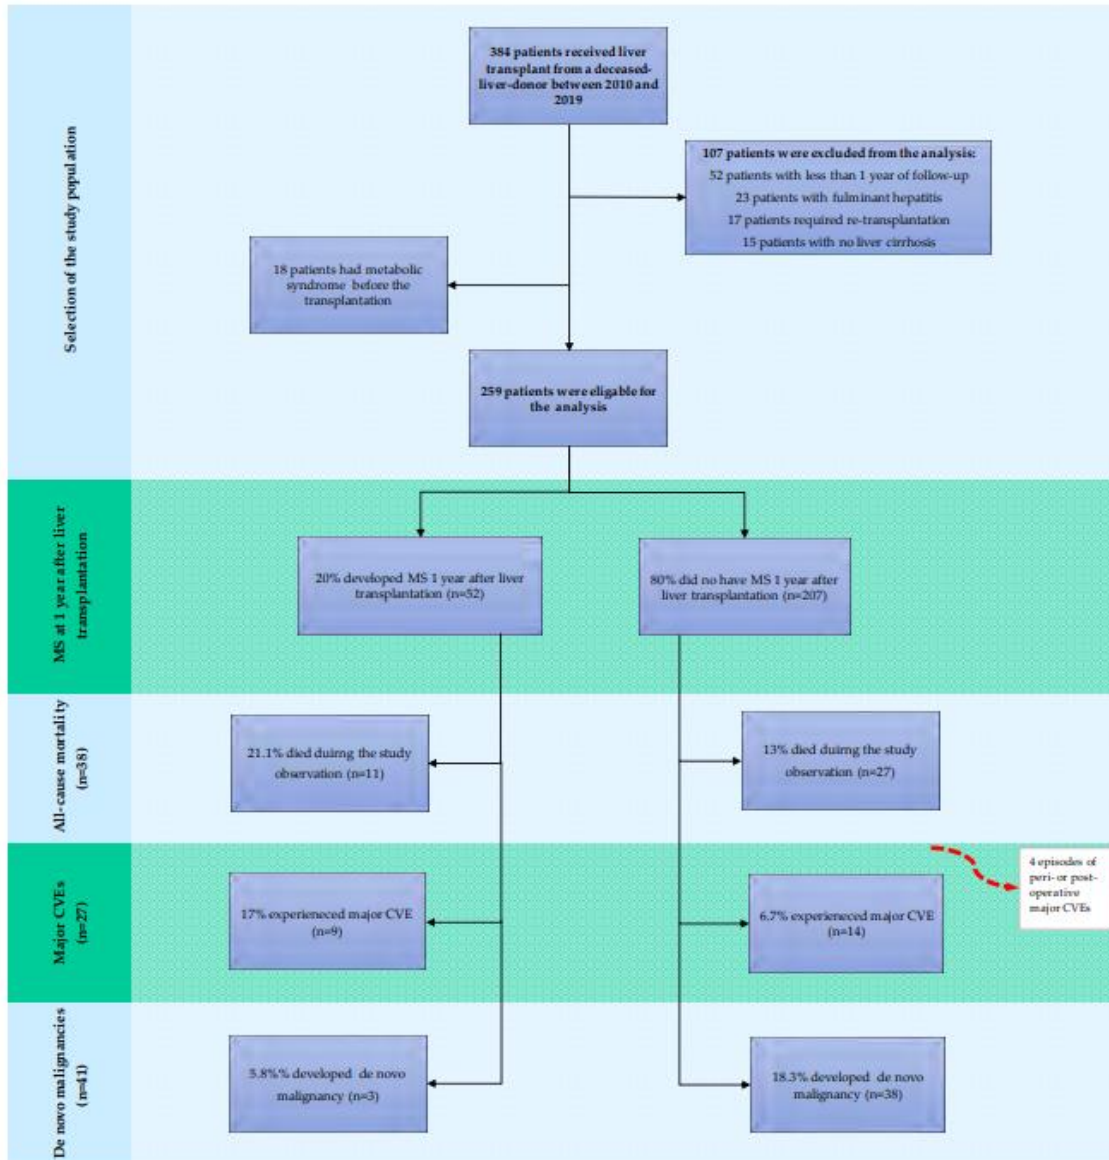 Selection of the study population
384 patients received liver
transplant from a deceased-
liver-donor between 2010 and
2019
107 patients were excluded from the analysis:
52 patients with less than 1 year of follow-up
23 patients with fulminant hepatitis
17 patients required re-transplantation
15 patients with no liver cirrhosis
18 patients had metabolic
syndrome before the
transplantation
259 patients were eligable for
the analysis
MS at 1 year after liver
transplantation
20% developed MS 1 year after liver
transplantation (n=52)
80% did no have MS 1 year after
liver transplantation (n=207)
All-cause mortality
(n=38)
21.1% died duirng the study
observation (n=11)
13% died duirng the study
observation (n=27)
Major CVEs
(n=27)
17% experieneced major CVE
(n=9)
6.7% experieneced major CVE
(n=14)
4 episodes of
peri- or post-
operative
major CVEs
De novo malignancies
(n=41)
5.8%% developed de novo
malignancy (n=3)
18.3% developed de novo
malignancy (n=38)